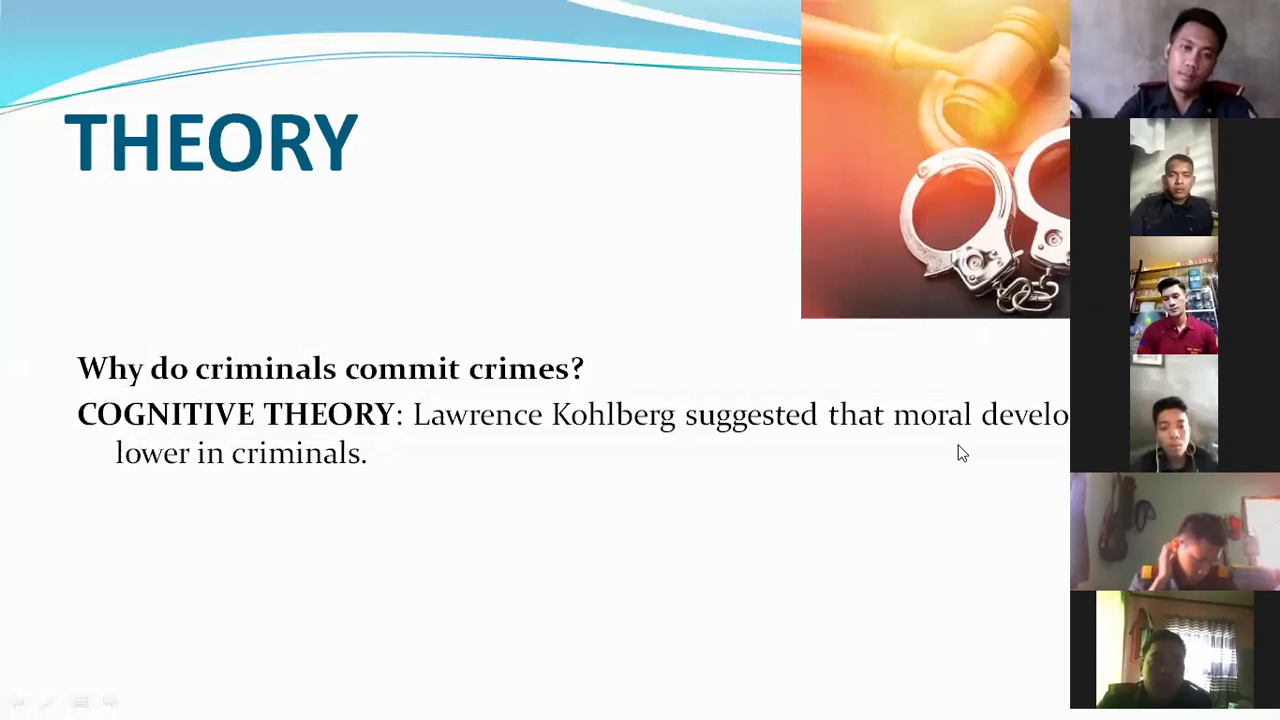 THEORY
Why do criminals commit crimes?
COGNITIVE THEORY: Lawrence Kohlberg suggested that moral develo
lower in criminals.